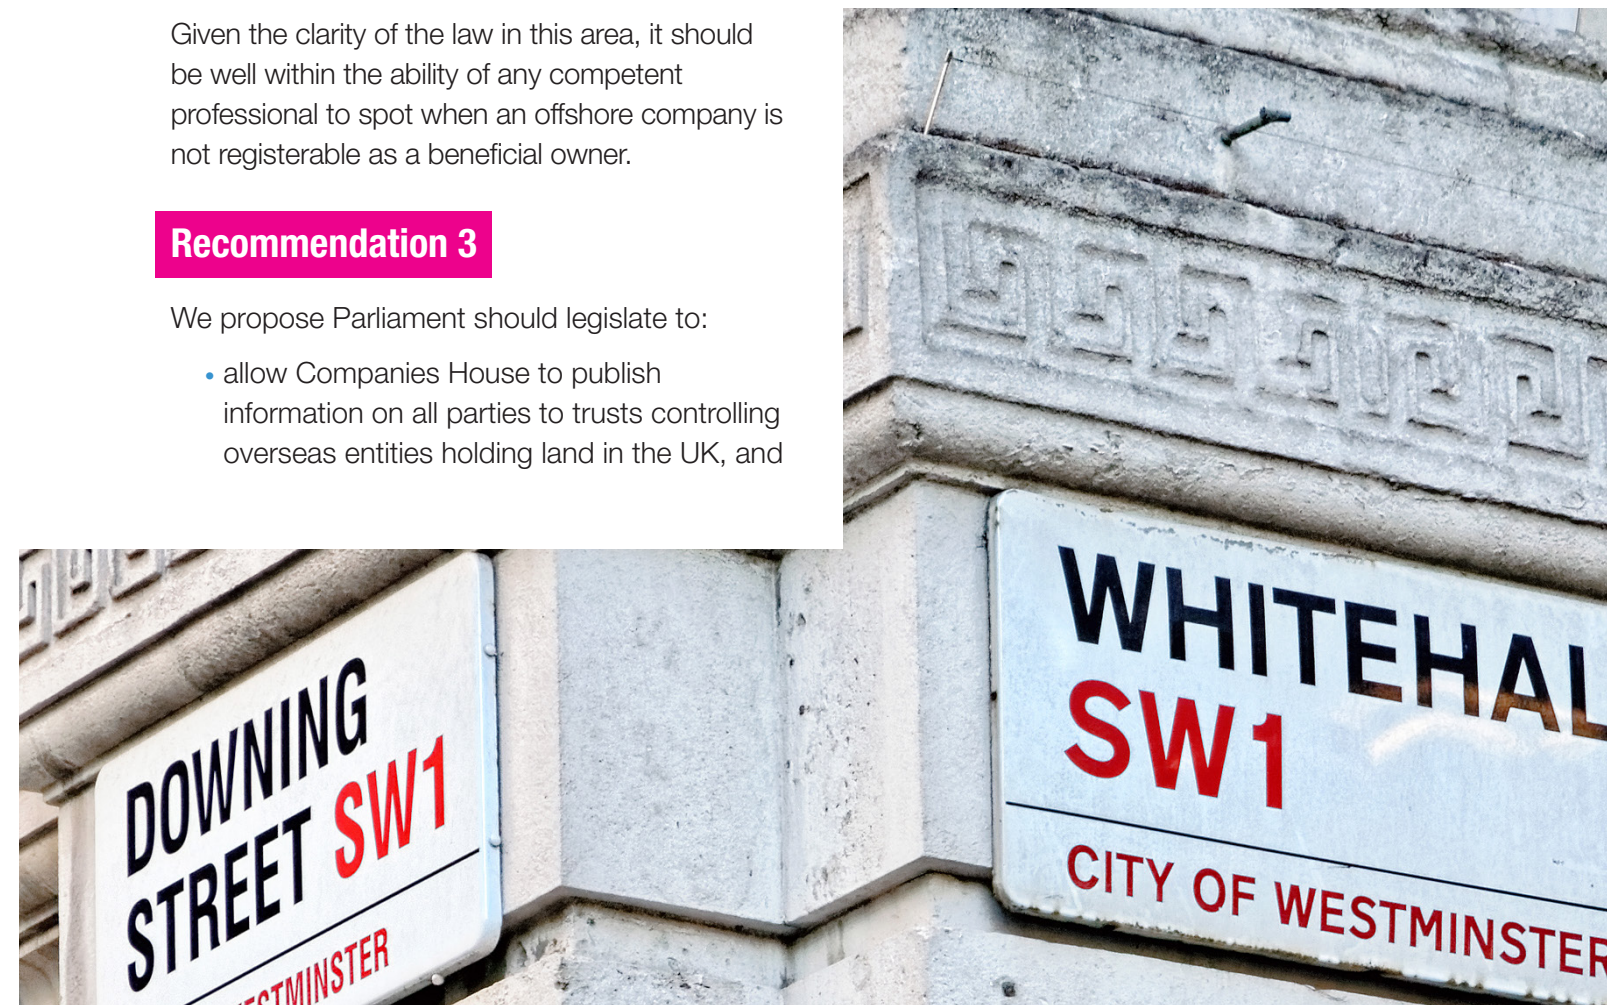 Given the clarity of the law in this area, it should
be well within the ability of any competent
professional to spot when an offshore company is
not registerable as a beneficial owner.
Recommendation 3
We propose Parliament should legislate to:
• allow Companies House to publish
information on all parties to trusts controlling
overseas entities holding land in the UK, and
DOWNING
STREET SW1
WESTMINSTER
WHITEHAL
SW1
CITY OF WESTMINSTER